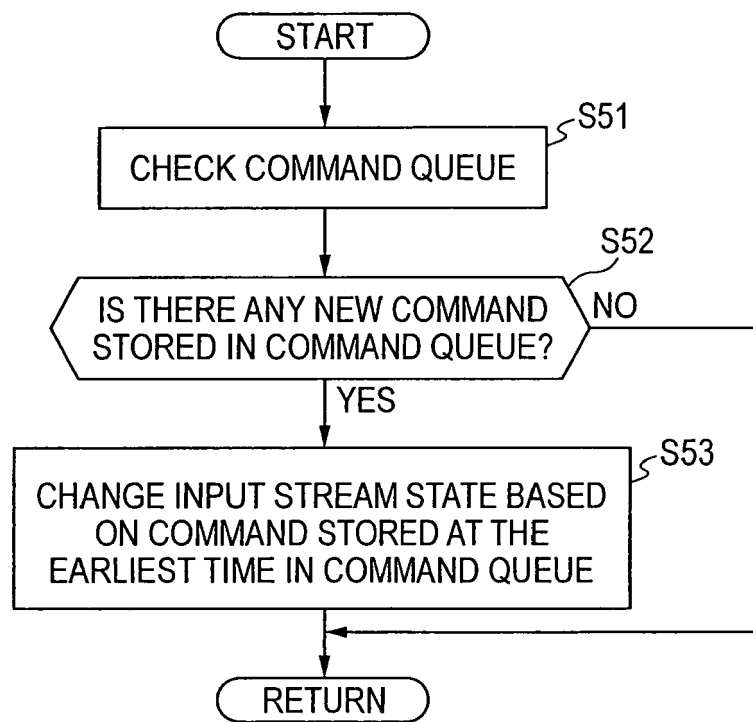 START
S51
CHECK COMMAND QUEUE
S52
IS THERE ANY NEW COMMAND
STORED IN COMMAND QUEUE?
NO
YES
S53
CHANGE INPUT STREAM STATE BASED
ON COMMAND STORED AT THE
EARLIEST TIME IN COMMAND QUEUE
RETURN